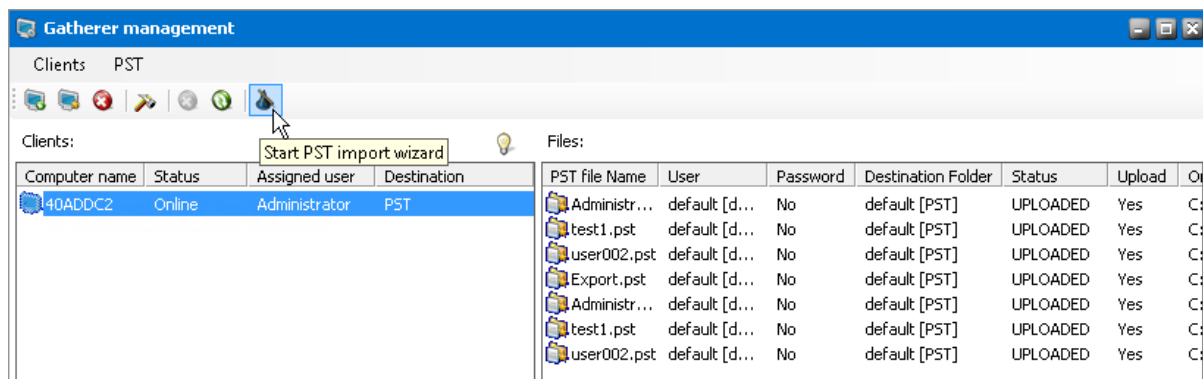 Gatherer management
Clients PST
Clients:
Start PST import wizard
Files:
Computer name Status Assigned user Destination
40ADDC2 Online Administrator PST
PST file Name User Password Destination Folder Status Upload
Administr... default [d... No default [PST] UPLOADED Yes C:
test1.pst default [d... No default [PST] UPLOADED Yes C:
user002.pst default [d... No default [PST] UPLOADED Yes C:
Export.pst default [d... No default [PST] UPLOADED Yes C:
Administr... default [d... No default [PST] UPLOADED Yes C:
test1.pst default [d... No default [PST] UPLOADED Yes C:
user002.pst default [d... No default [PST] UPLOADED Yes C: